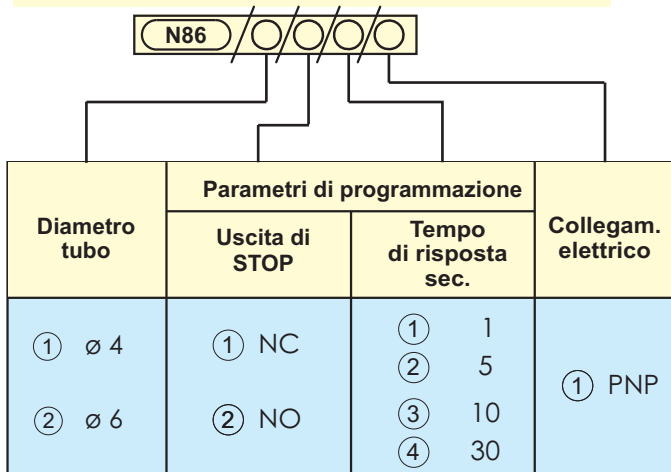 N86 / ○ / ○ / ○ / ○
Parametri di programmazione
Diametro
tubo
Uscita di
STOP
Tempo
di risposta
sec.
Collegam.
elettrico
① ø 4
② ø 6
① NC
② NO
① 1
② 5
③ 10
④ 30
① PNP